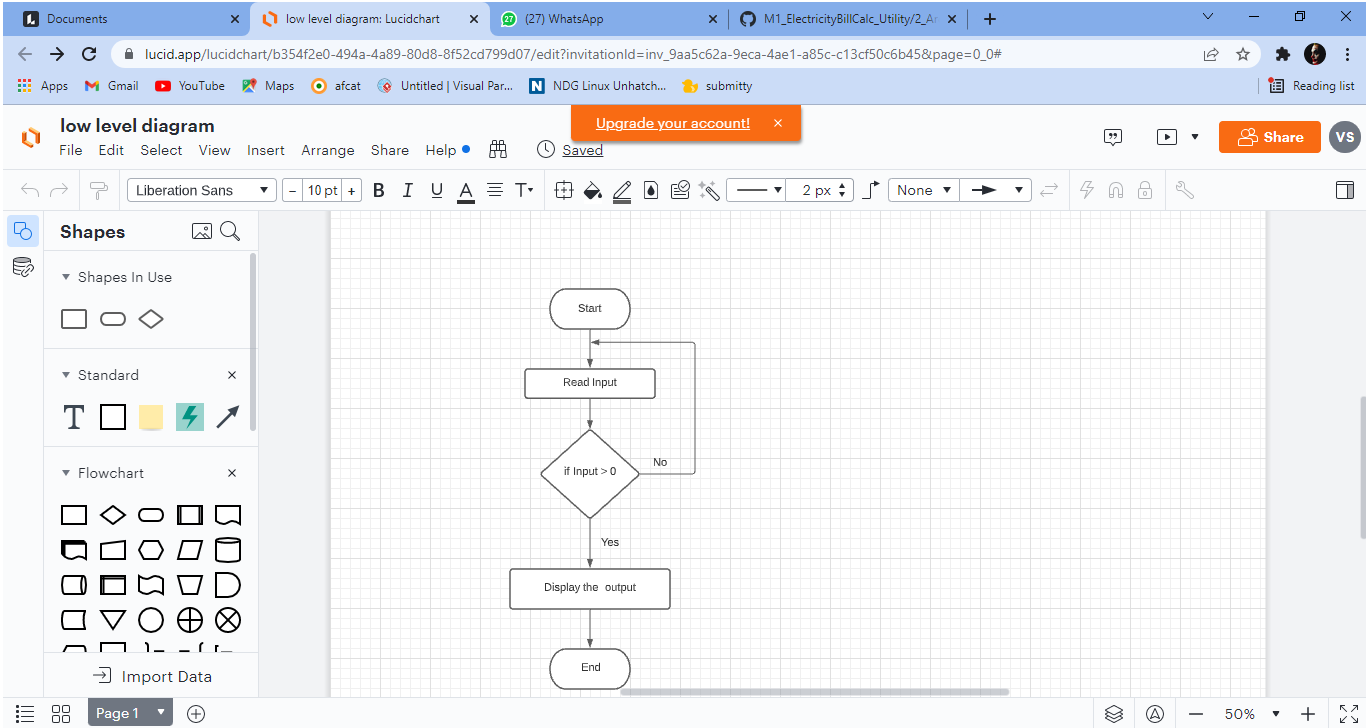 Documents
low level diagram: Lucidchart
(27) WhatsApp
M1_ElectricityBillCalc_Utility/2_Ar
lucid.app/lucidchart/b354f2e0-494a-4a89-80d8-8f52cd799d07/edit?invitationId=inv_9aa5c62a-9eca-4ae1-a85c-c13cf50c6b45&page=0_0#
Apps
Gmail
YouTube
Maps
afcat
Untitled | Visual Par...
NDG Linux Unhatch...
submitty
Reading list
low level diagram
Upgrade your account!
File Edit Select View Insert Arrange Share Help
Saved
Share
VS
Liberation Sans
10 pt
B I U A T
2 px
None
Shapes
Shapes In Use
Standard
T
Flowchart
Import Data
Start
Read Input
if Input > 0
No
Yes
Display the output
End
Page 1
50%